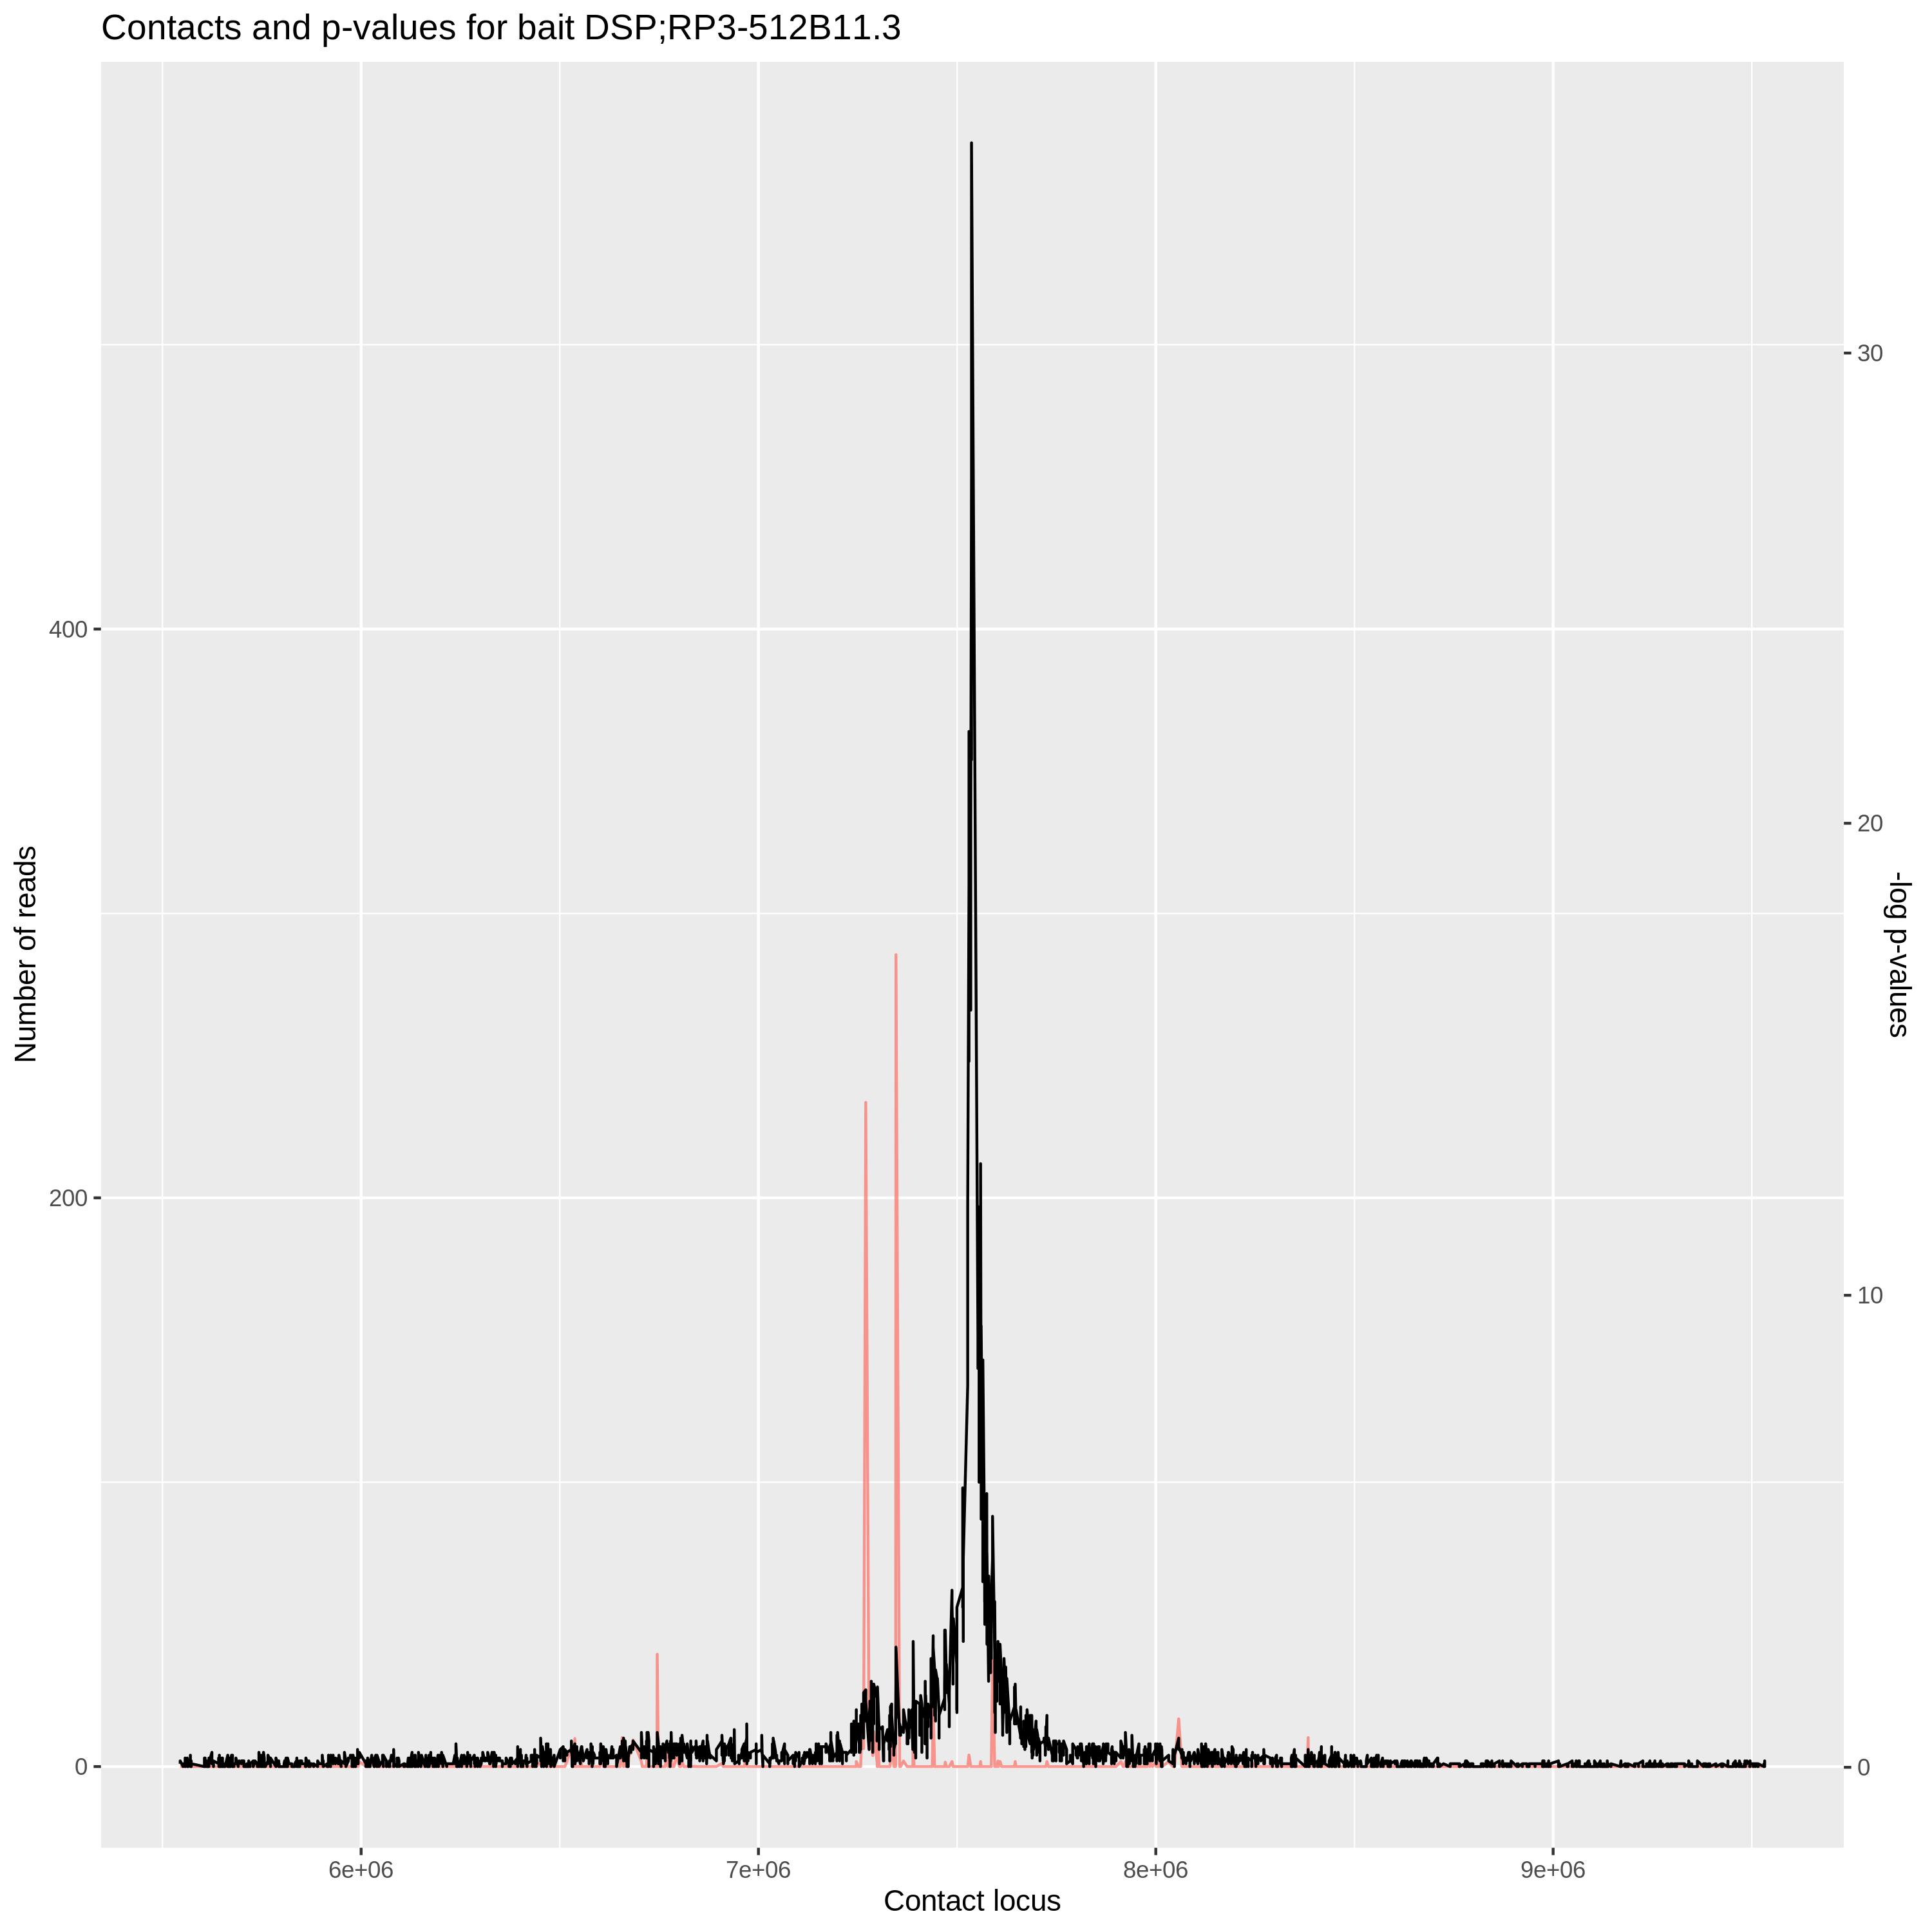 Contacts and p-values for bait DSP;RP3-512B11.3
Number of reads
400
200
0
30
20
10
0
-log p-values
6e+06
7e+06
8e+06
9e+06
Contact locus